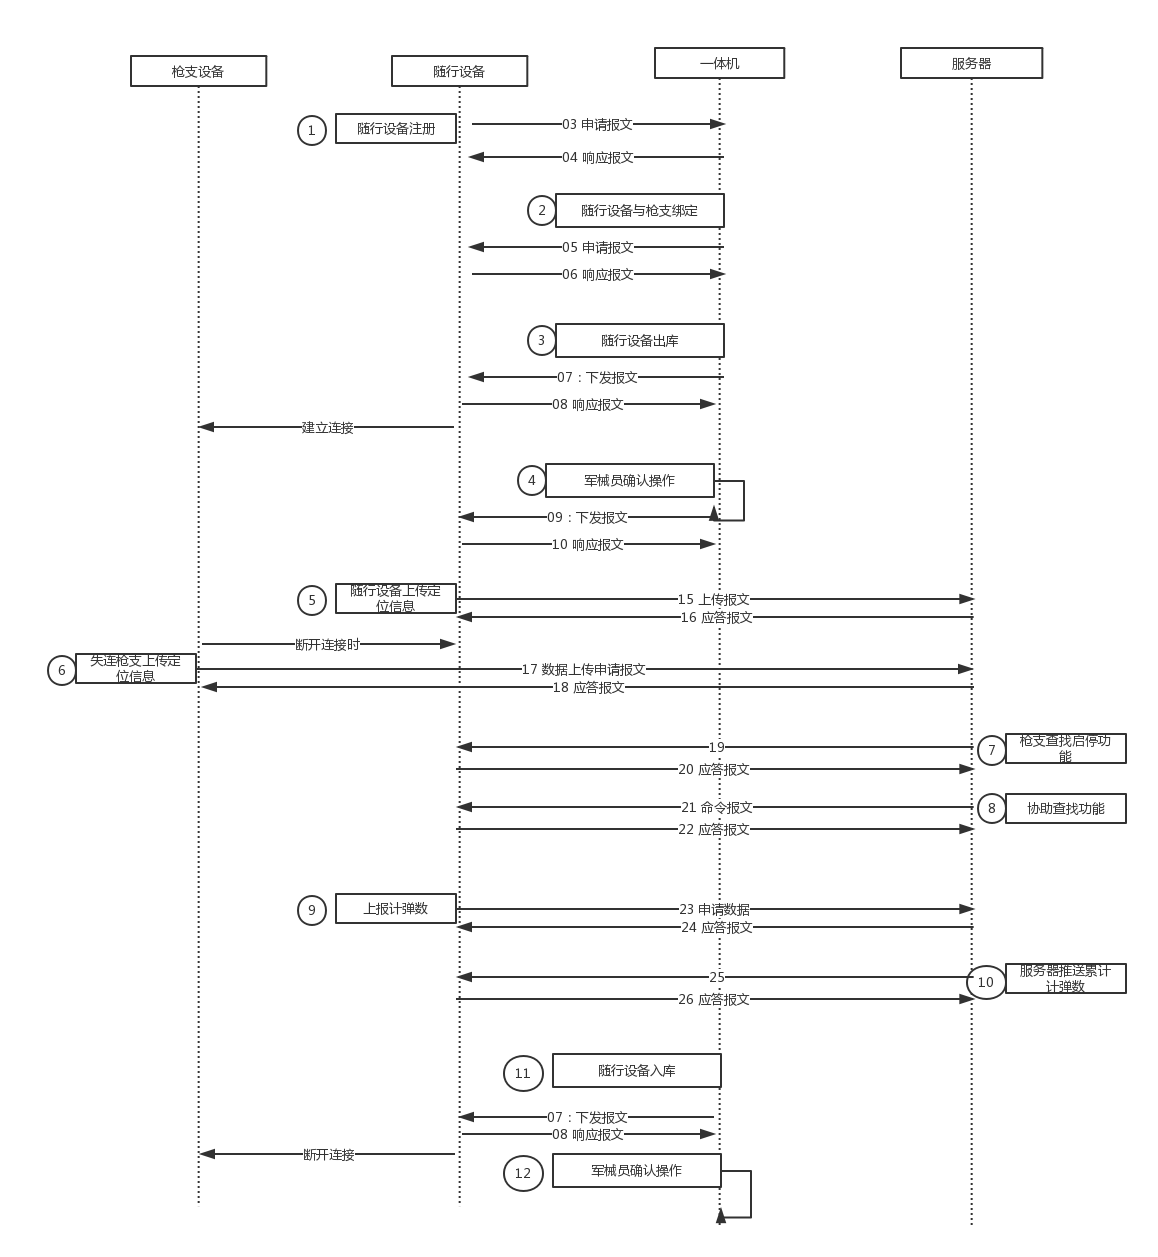 枪支设备
随行设备
一体机
服务器
1
随行设备注册
03 申请报文
04 响应报文
2
随行设备与枪支绑定
05 申请报文
06 响应报文
3
随行设备出库
07：下发报文
08 响应报文
建立连接
4
军械员确认操作
09：下发报文
10 响应报文
5
随行设备上传定
位信息
15 上传报文
16 应答报文
断开连接时
6
失连枪支上传定
位信息
17 数据上传申请报文
18 应答报文
19
7
枪支查找启停功
能
20 应答报文
21 命令报文
8
协助查找功能
22 应答报文
9
上报计弹数
23 申请数据
24 应答报文
25
10
服务器推送累计
计弹数
26 应答报文
11
随行设备入库
07：下发报文
08 响应报文
断开连接
12
军械员确认操作